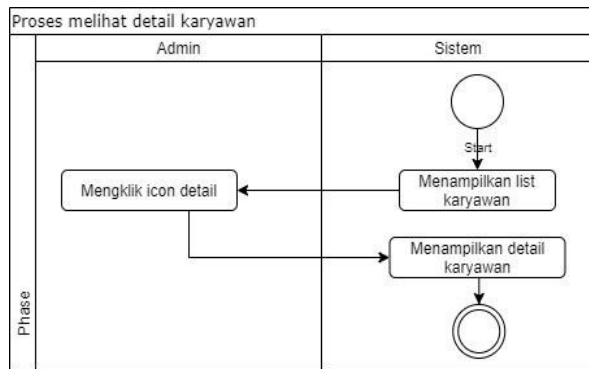 Proses melihat detail karyawan
Admin
Sistem
Start
Mengklik icon detail
Menampilkan list
karyawan
Menampilkan detail
karyawan
Phase